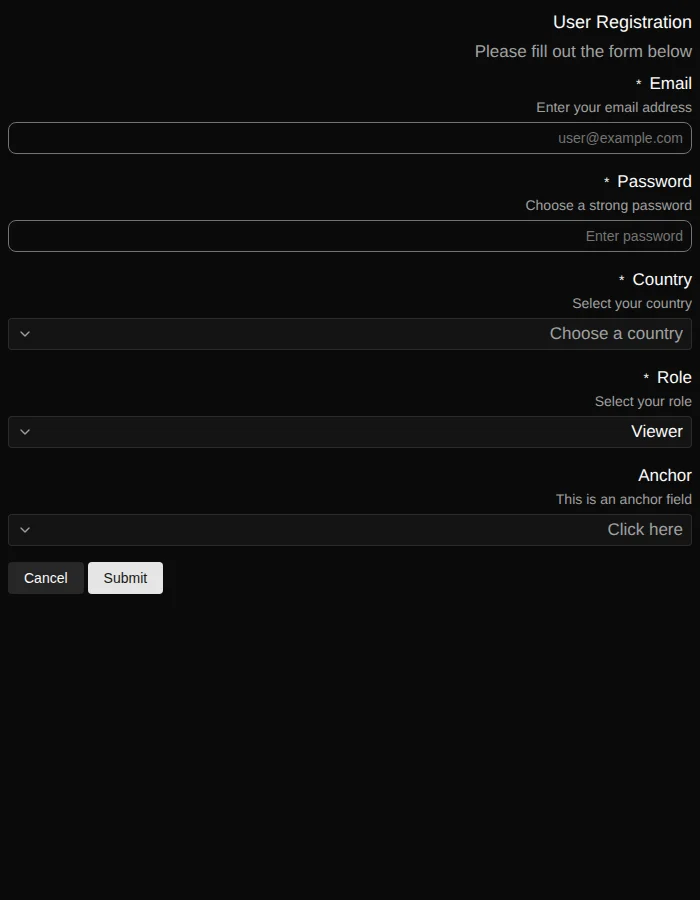 User Registration
Please fill out the form below
* Email
Enter your email address
user@example.com
* Password
Choose a strong password
Enter password
* Country
Select your country
Choose a country
* Role
Select your role
Viewer
Anchor
This is an anchor field
Click here
Cancel Submit